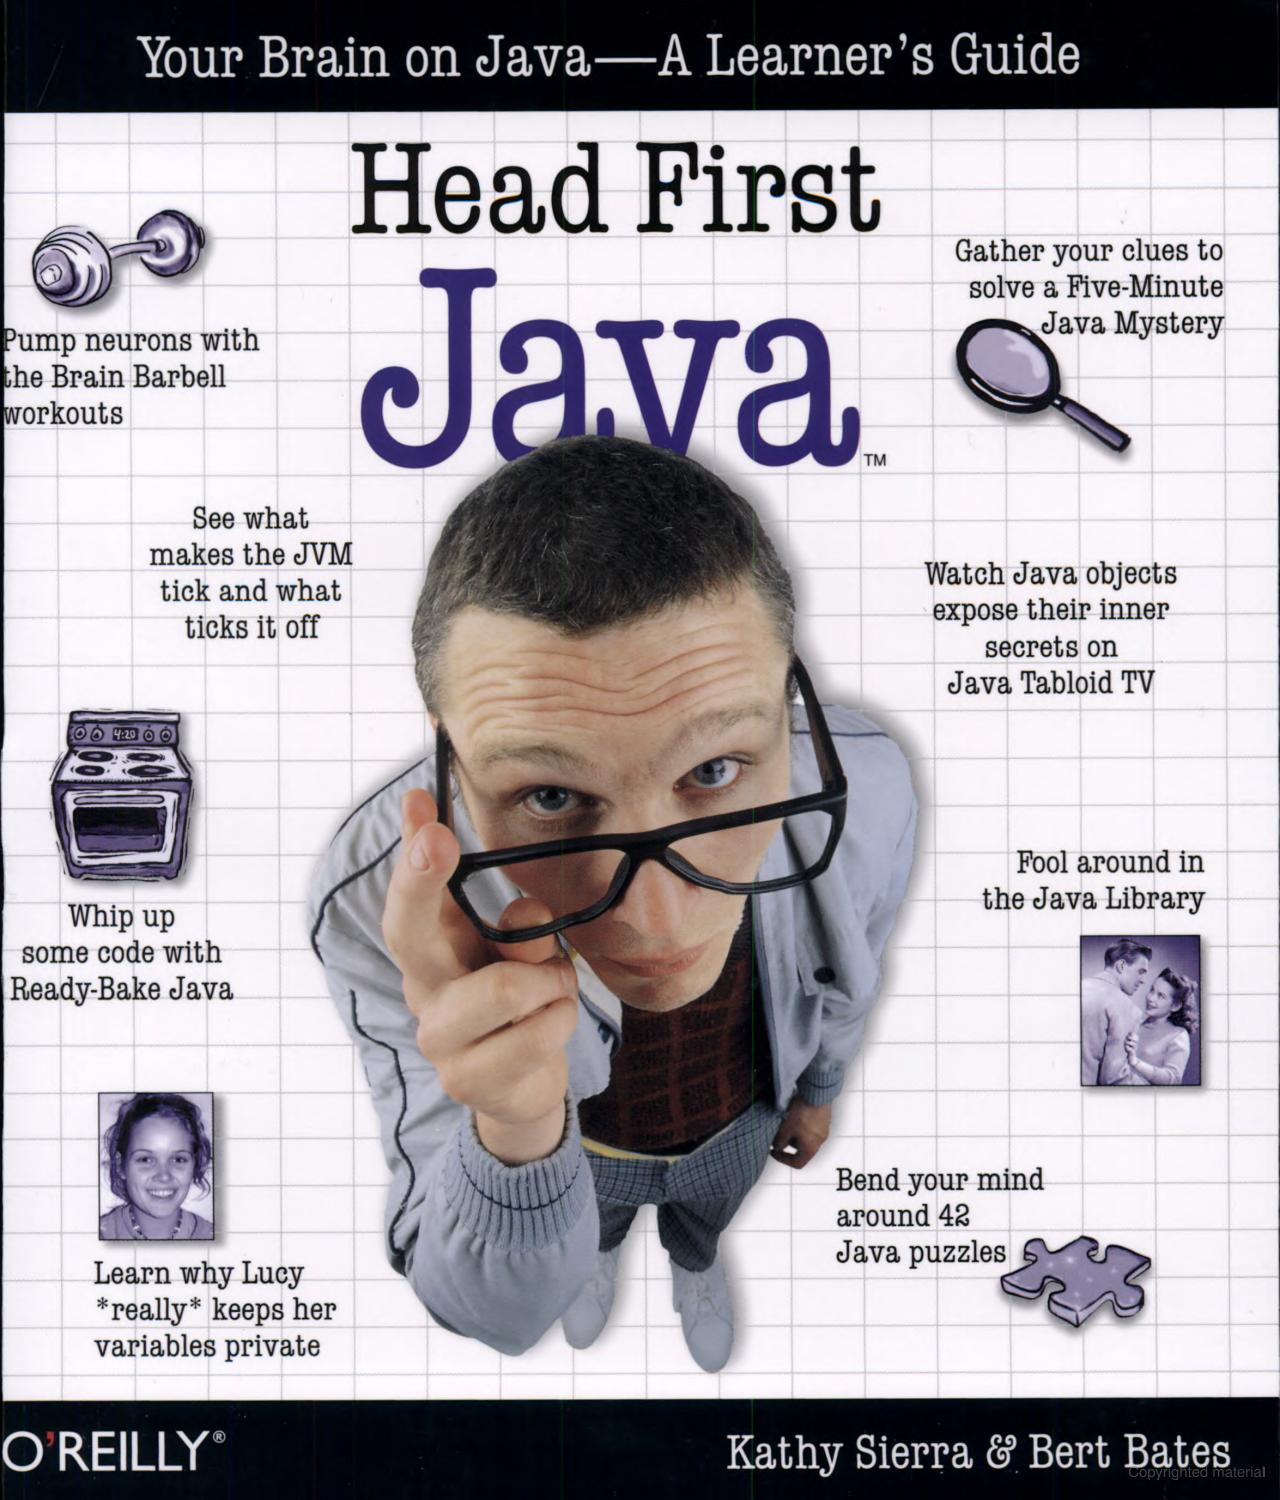 Your Brain on Java—A Learner's Guide
Head First
Java™
Gather your clues to
solve a Five-Minute
Java Mystery
Pump neurons with
the Brain Barbell
workouts
See what
makes the JVM
tick and what
ticks it off
Watch Java objects
expose their inner
secrets on
Java Tabloid TV
4:20
Whip up
some code with
Ready-Bake Java
Fool around in
the Java Library
Learn why Lucy
*really* keeps her
variables private
Bend your mind
around 42
Java puzzles
O'REILLY®
Kathy Sierra & Bert Bates
Copyrighted material